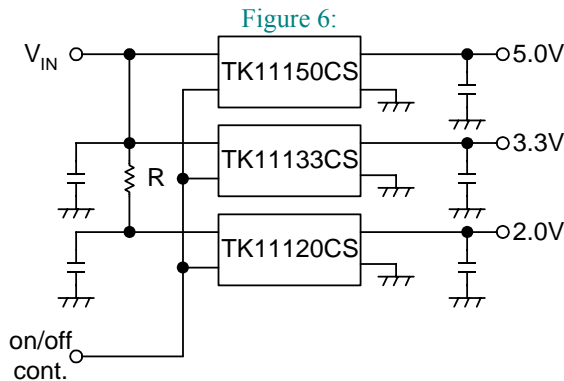 Figure 6:
VIN
TK11150CS
5.0V
TK11133CS
3.3V
R
TK11120CS
2.0V
on/off
cont.